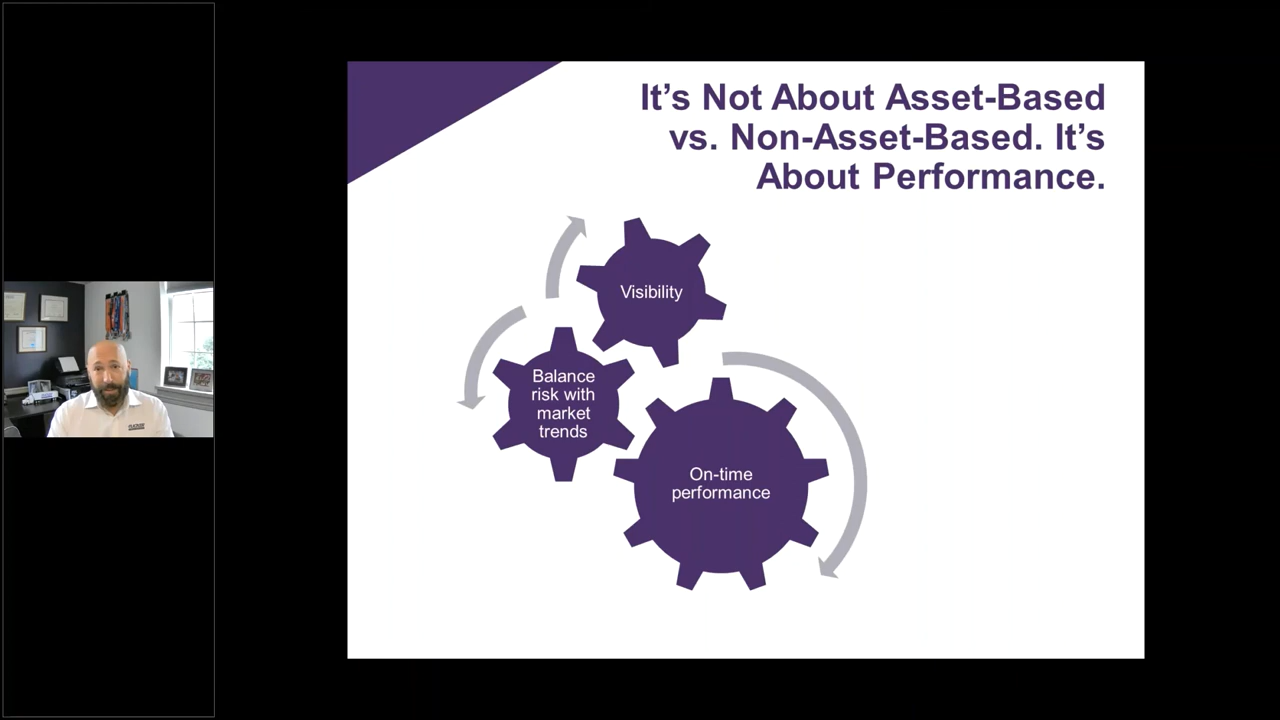 It’s Not About Asset-Based
vs. Non-Asset-Based. It’s
About Performance.
Visibility
Balance
risk with
market
trends
On-time
performance